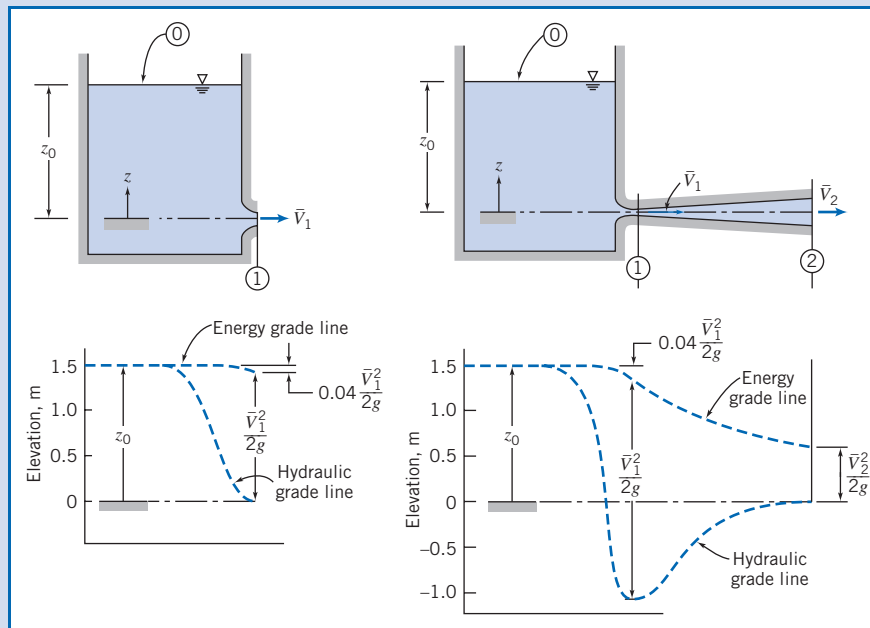 0
z₀
z
V̄₁
1
0
z₀
z
V̄₁
V̄₂
1
2
Energy grade line
1.5
1.0
0.5
0
Elevation, m
z₀
V̄₁²/2g
0.04 V̄₁²/2g
Hydraulic
grade line
1.5
1.0
0.5
0
−0.5
−1.0
Elevation, m
z₀
0.04 V̄₁²/2g
V̄₁²/2g
Energy
grade line
V̄₂²/2g
Hydraulic
grade line